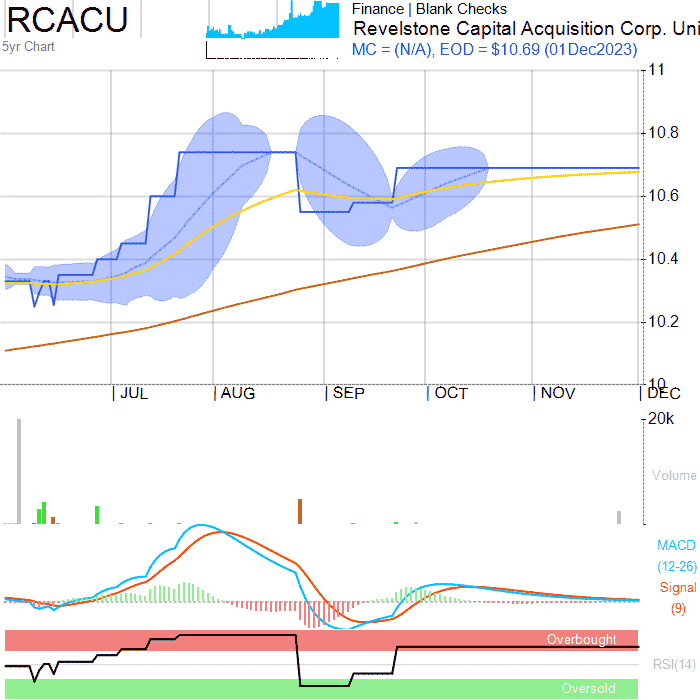 RCACU
5yr Chart
Finance | Blank Checks
Revelstone Capital Acquisition Corp. Uni
MC = (N/A), EOD = $10.69 (01Dec2023)
11
10.8
10.6
10.4
10.2
10
JUL AUG SEP OCT NOV DEC
20k
Volume
MACD
(12-26)
Signal
(9)
Overbought
RSI(14)
Oversold